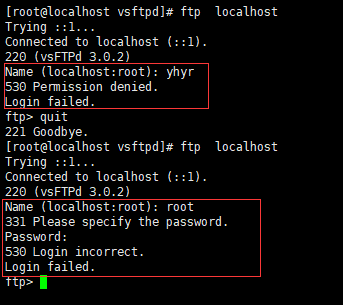 [root@localhost vsftpd]# ftp  localhost
Trying ::1...
Connected to localhost (::1).
220 (vsFTPd 3.0.2)
Name (localhost:root): yhyr
530 Permission denied.
Login failed.
ftp> quit
221 Goodbye.
[root@localhost vsftpd]# ftp  localhost
Trying ::1...
Connected to localhost (::1).
220 (vsFTPd 3.0.2)
Name (localhost:root): root
331 Please specify the password.
Password:
530 Login incorrect.
Login failed.
ftp>